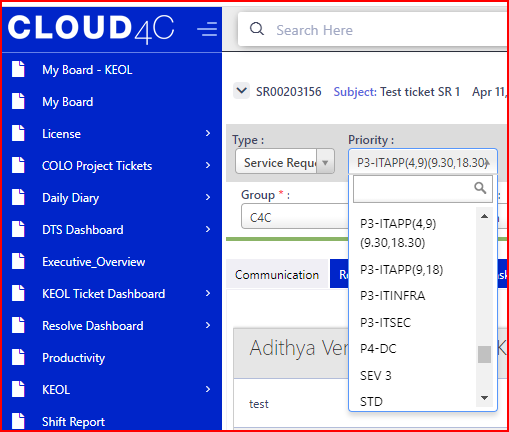 CLOUD4C
Search Here
My Board - KEOL
My Board
License
COLO Project Tickets
Daily Diary
DTS Dashboard
Executive_Overview
KEOL Ticket Dashboard
Resolve Dashboard
Productivity
KEOL
Shift Report
SR00203156 Subject: Test ticket SR 1 Apr 11,
Type : Priority :
Service Requ P3-ITAPP(4,9)(9.30,18.30)
Group * : :
C4C
P3-ITAPP(4,9)
(9.30,18.30)
P3-ITAPP(9,18)
P3-ITINFRA
P3-ITSEC
P4-DC
SEV 3
STD
Communication
Adithya Ver K
test